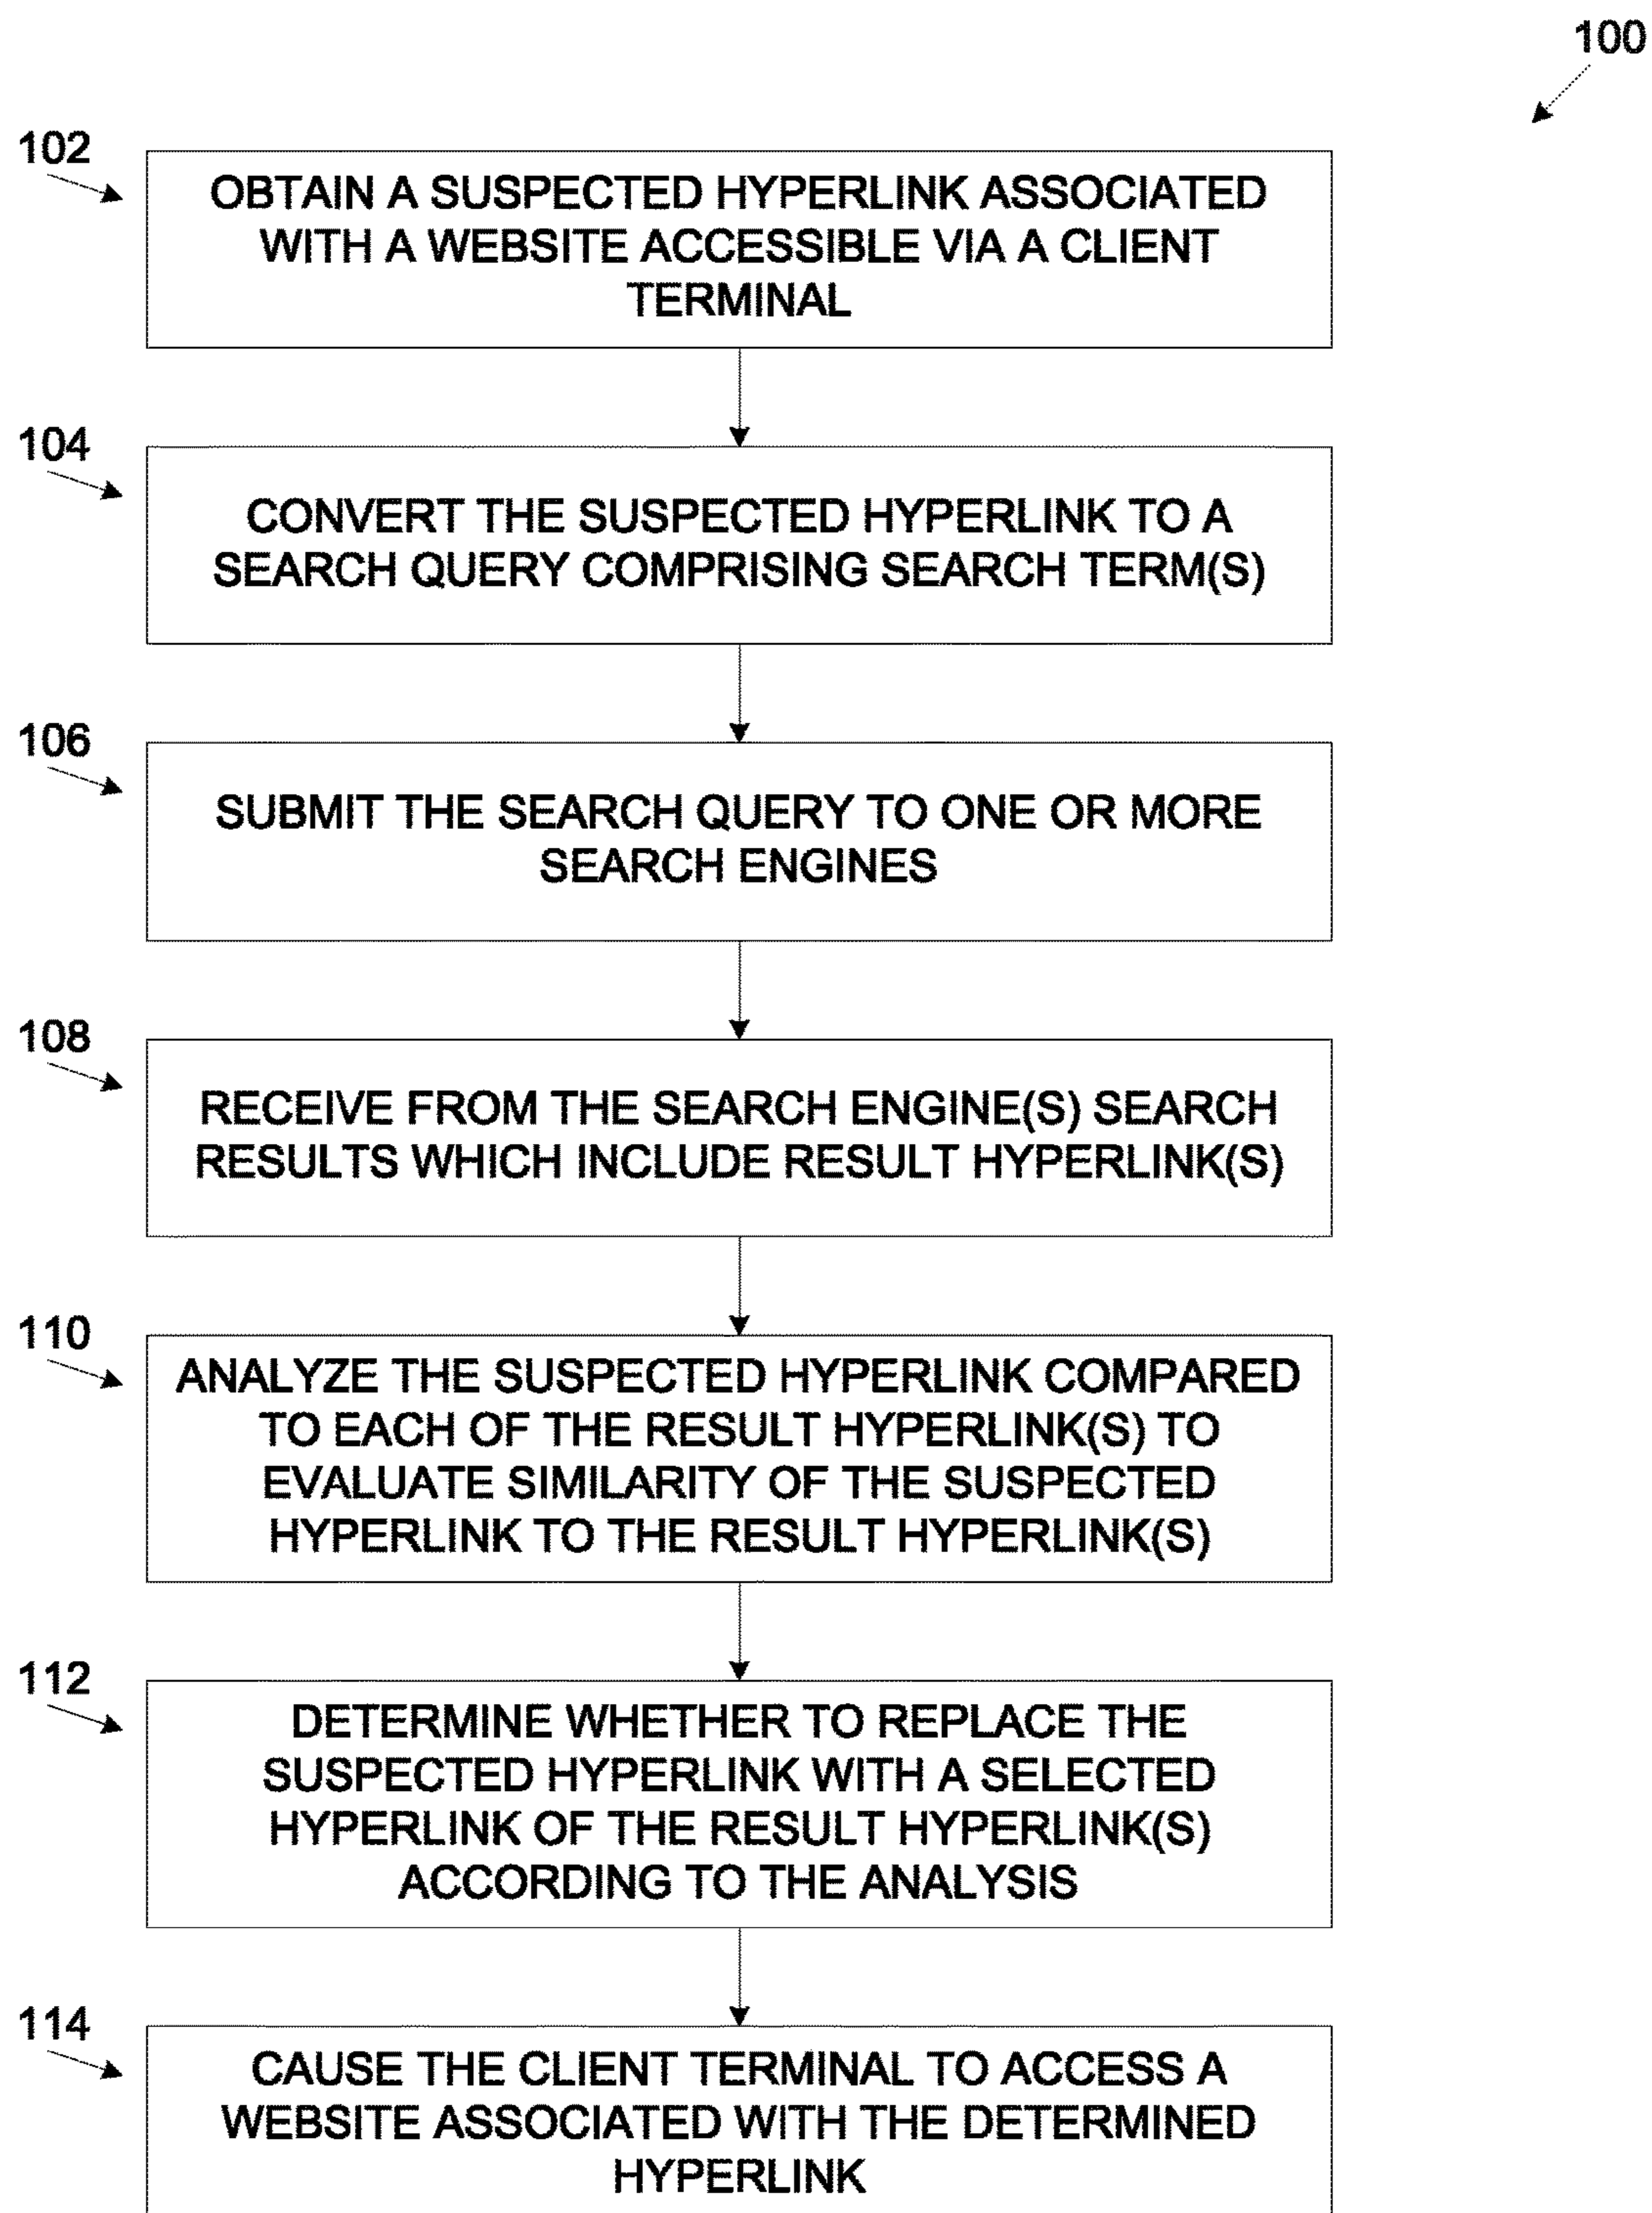 100
102
OBTAIN A SUSPECTED HYPERLINK ASSOCIATED
WITH A WEBSITE ACCESSIBLE VIA A CLIENT
TERMINAL
104
CONVERT THE SUSPECTED HYPERLINK TO A
SEARCH QUERY COMPRISING SEARCH TERM(S)
106
SUBMIT THE SEARCH QUERY TO ONE OR MORE
SEARCH ENGINES
108
RECEIVE FROM THE SEARCH ENGINE(S) SEARCH
RESULTS WHICH INCLUDE RESULT HYPERLINK(S)
110
ANALYZE THE SUSPECTED HYPERLINK COMPARED
TO EACH OF THE RESULT HYPERLINK(S) TO
EVALUATE SIMILARITY OF THE SUSPECTED
HYPERLINK TO THE RESULT HYPERLINK(S)
112
DETERMINE WHETHER TO REPLACE THE
SUSPECTED HYPERLINK WITH A SELECTED
HYPERLINK OF THE RESULT HYPERLINK(S)
ACCORDING TO THE ANALYSIS
114
CAUSE THE CLIENT TERMINAL TO ACCESS A
WEBSITE ASSOCIATED WITH THE DETERMINED
HYPERLINK